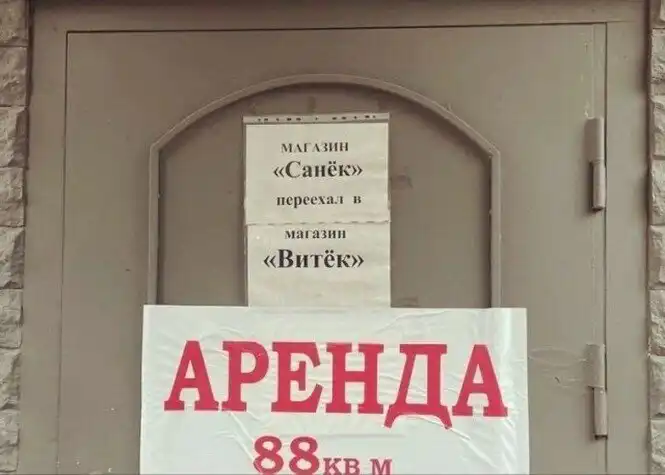 МАГАЗИН
«Санёк»
переехал в
магазин
«Витёк»
АРЕНДА
88кв м